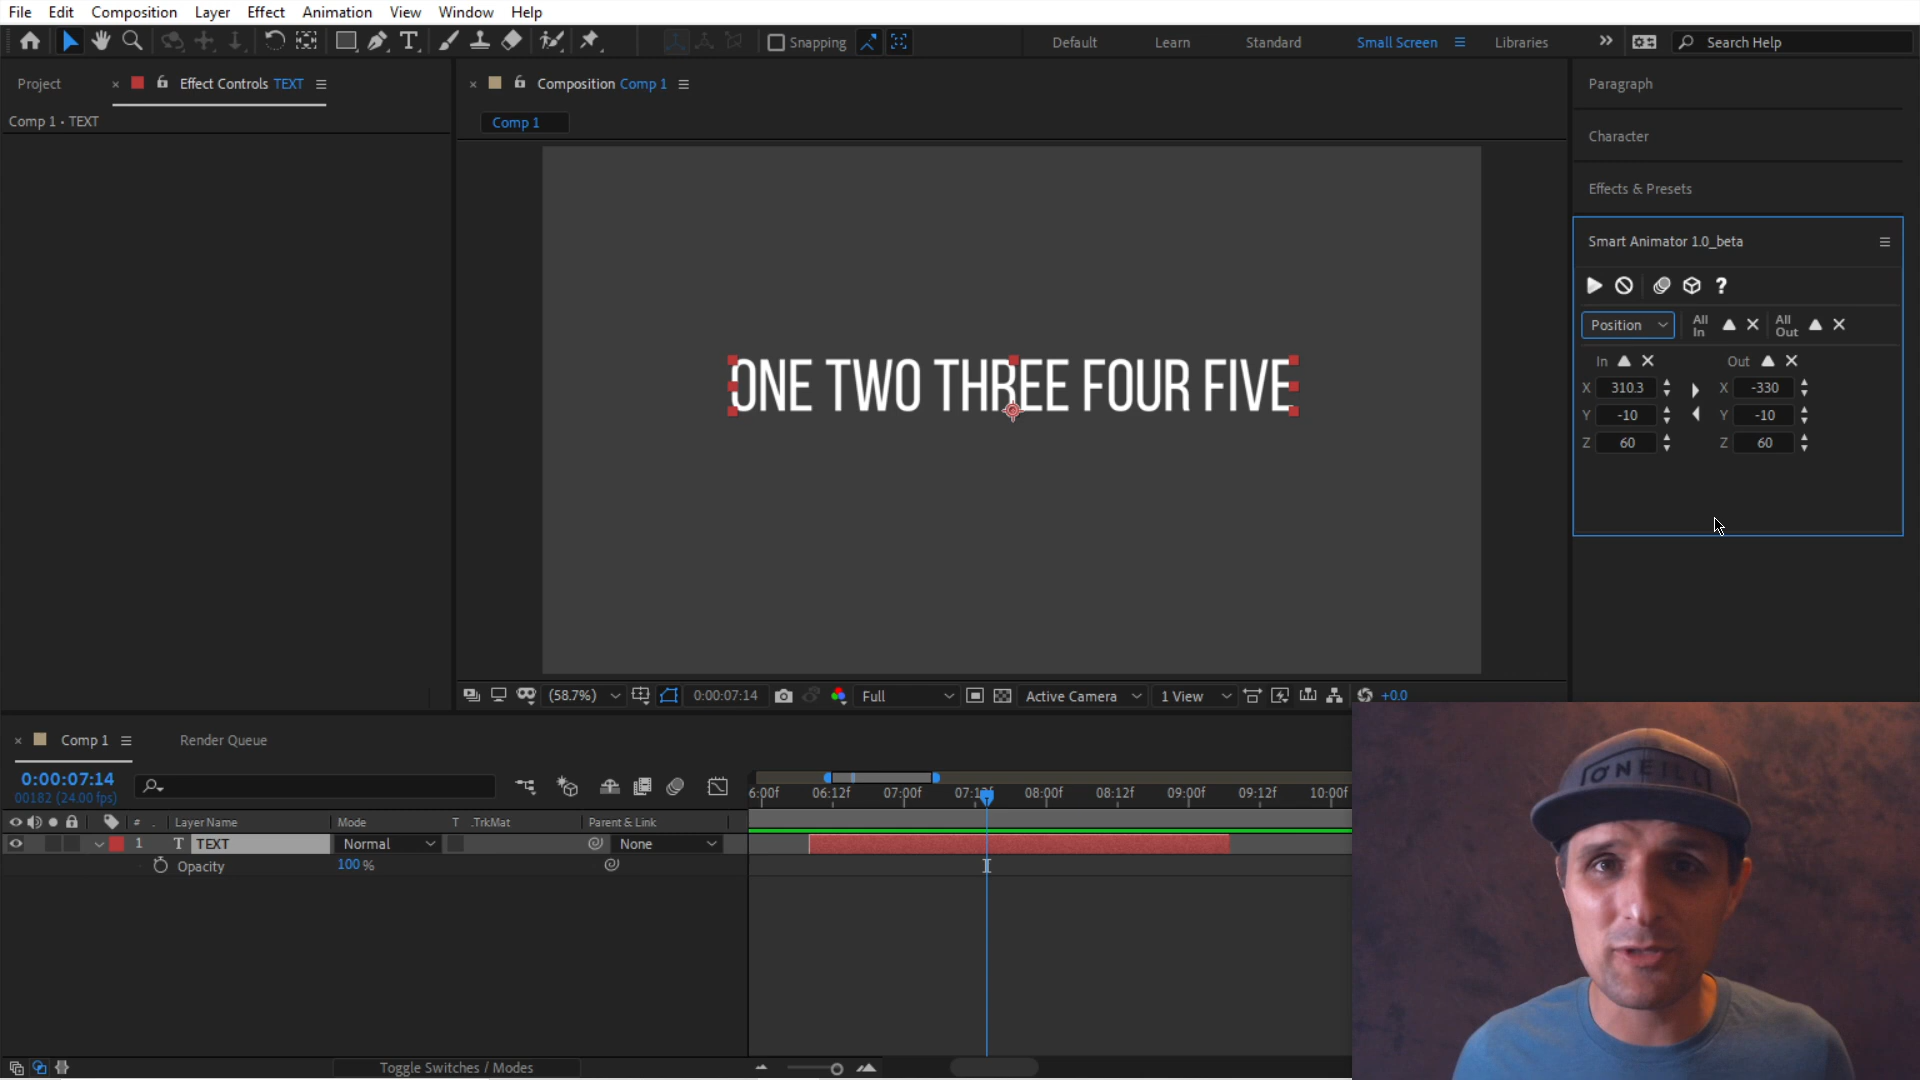 File Edit Composition Layer Effect Animation View Window Help
Snapping Default Learn Standard Small Screen Libraries Search Help
Project Effect Controls TEXT Composition Comp 1 Paragraph
Comp 1 • TEXT
Comp 1
Character
Effects & Presets
Smart Animator 1.0_beta
Position All In All Out
In Out
X 310.3 X -330
Y -10 Y -10
Z 60 Z 60
ONE TWO THREE FOUR FIVE
(58.7%) 0:00:07:14 Full Active Camera 1 View +0.0
Comp 1 Render Queue
0:00:07:14
00182 (24.00 fps)
06:12f 07:00f 08:00f 08:12f 09:00f 09:12f 10:00f
# Layer Name Mode T .TrkMat Parent & Link
1 T TEXT Normal None
Opacity 100 %
Toggle Switches / Modes
O'NEILL